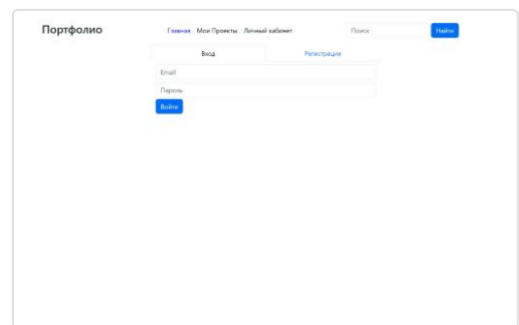 Портфолио Главная Мои Проекты Личный кабинет Поиск Найти
Вход Регистрация
Email
Пароль
Войти